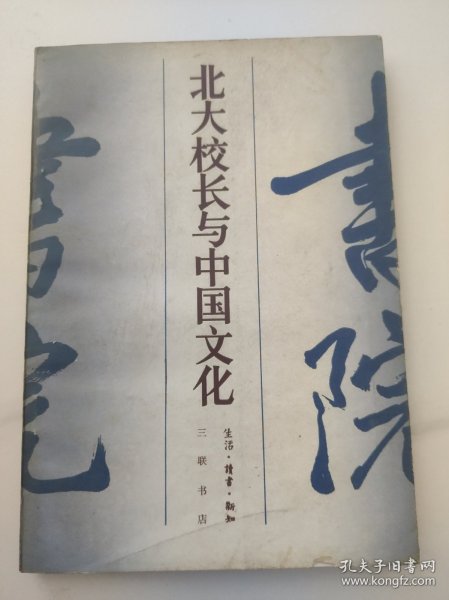 北大校长与中国文化
生活·讀書·新知
三联书店
書院
孔夫子旧书网
www.kongfz.com